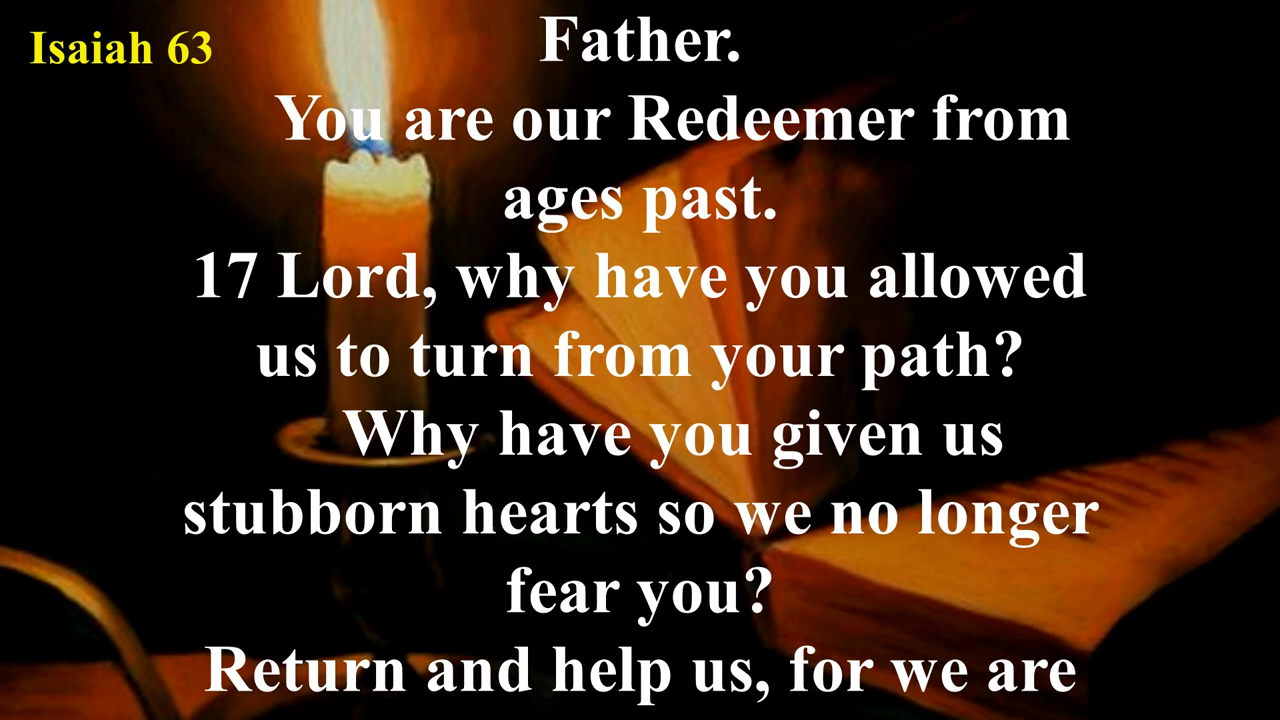 Isaiah 63
Father.
You are our Redeemer from
ages past.
17 Lord, why have you allowed
us to turn from your path?
Why have you given us
stubborn hearts so we no longer
fear you?
Return and help us, for we are